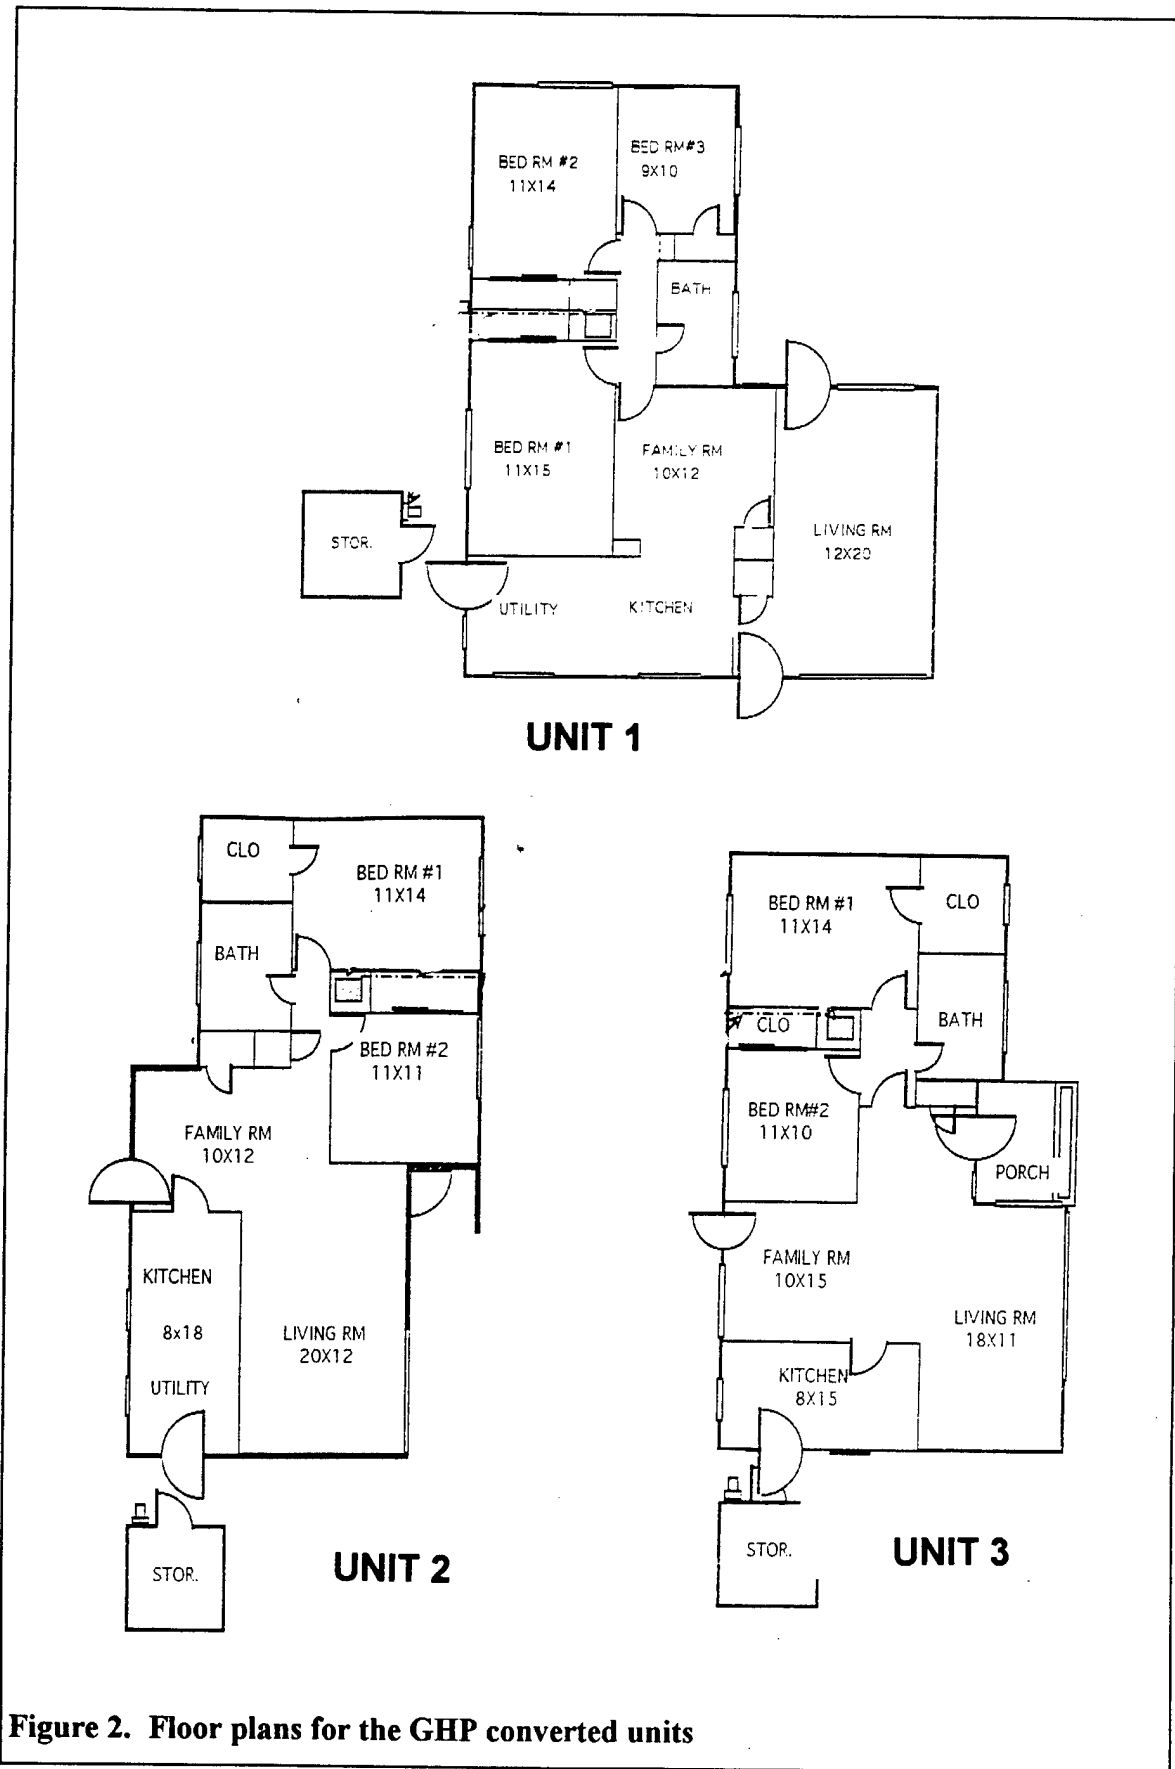 BED RM #2
11X14
BED RM#3
9X10
BATH
BED RM #1
11X15
FAMILY RM
10X12
STOR.
LIVING RM
12X20
UTILITY
KITCHEN
UNIT 1
CLO
BED RM #1
11X14
BATH
BED RM #2
11X11
FAMILY RM
10X12
KITCHEN
8x18
LIVING RM
20X12
UTILITY
STOR.
UNIT 2
BED RM #1
11X14
CLO
CLO
BATH
BED RM#2
11X10
PORCH
FAMILY RM
10X15
LIVING RM
18X11
KITCHEN
8X15
STOR.
UNIT 3
Figure 2. Floor plans for the GHP converted units